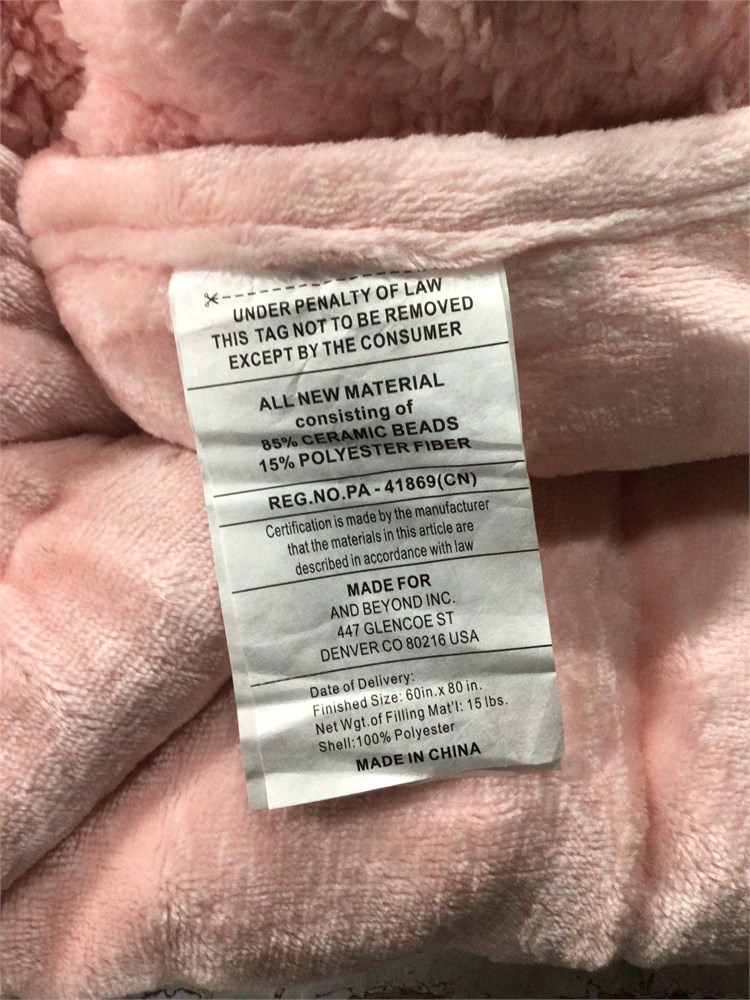 UNDER PENALTY OF LAW
THIS TAG NOT TO BE REMOVED
EXCEPT BY THE CONSUMER
ALL NEW MATERIAL
consisting of
85% CERAMIC BEADS
15% POLYESTER FIBER
REG.NO.PA - 41869(CN)
Certification is made by the manufacturer
that the materials in this article are
described in accordance with law
MADE FOR
AND BEYOND INC.
447 GLENCOE ST
DENVER CO 80216 USA
Date of Delivery:
Finished Size: 60in.x 80 in.
Net Wgt.of Filling Mat'l: 15 lbs.
Shell:100% Polyester
MADE IN CHINA